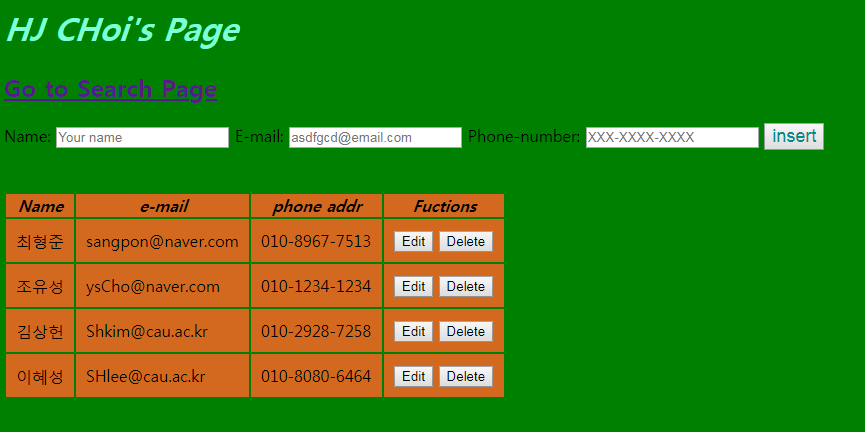 HJ CHoi's Page
Go to Search Page
Name: Your name E-mail: asdfgcd@email.com Phone-number: XXX-XXXX-XXXX insert
Name e-mail phone addr Fuctions
최형준 sangpon@naver.com 010-8967-7513 Edit Delete
조유성 ysCho@naver.com 010-1234-1234 Edit Delete
김상헌 Shkim@cau.ac.kr 010-2928-7258 Edit Delete
이혜성 SHlee@cau.ac.kr 010-8080-6464 Edit Delete